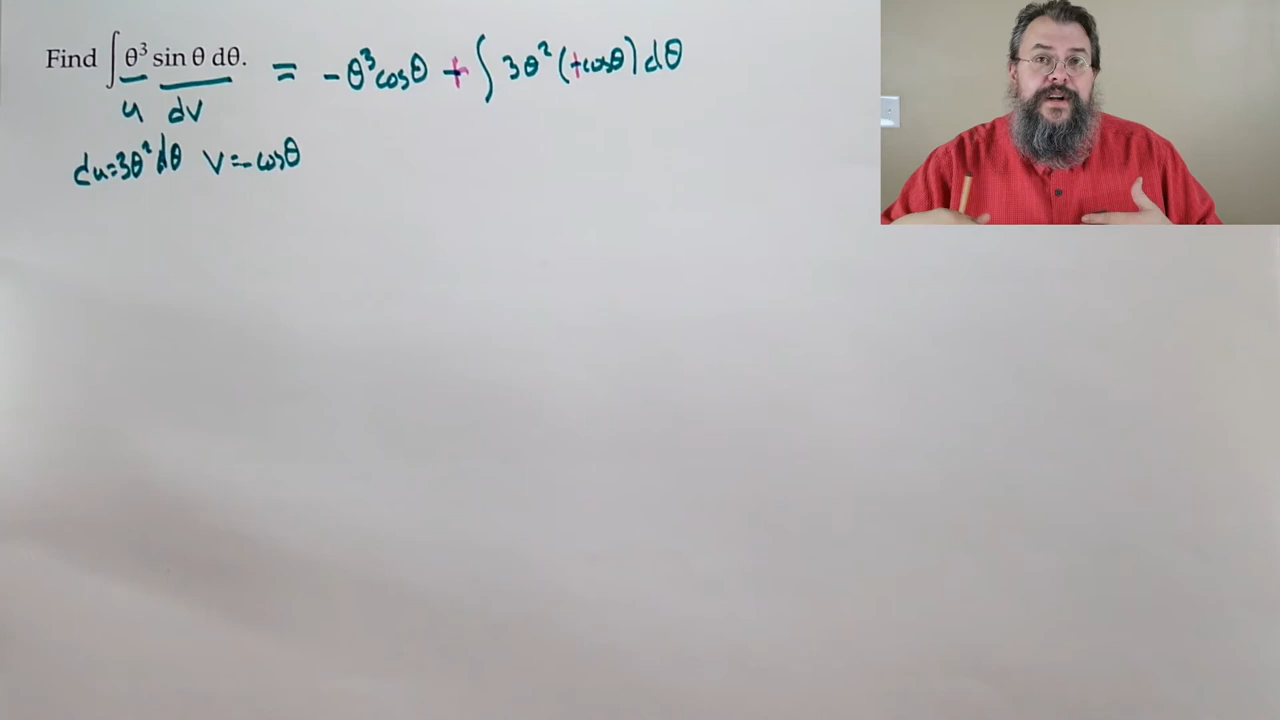 Find ∫ θ³ sin θ dθ. = -θ³cosθ + ∫ 3θ² (+cosθ) dθ
u dv
du=3θ²dθ v=-cosθ